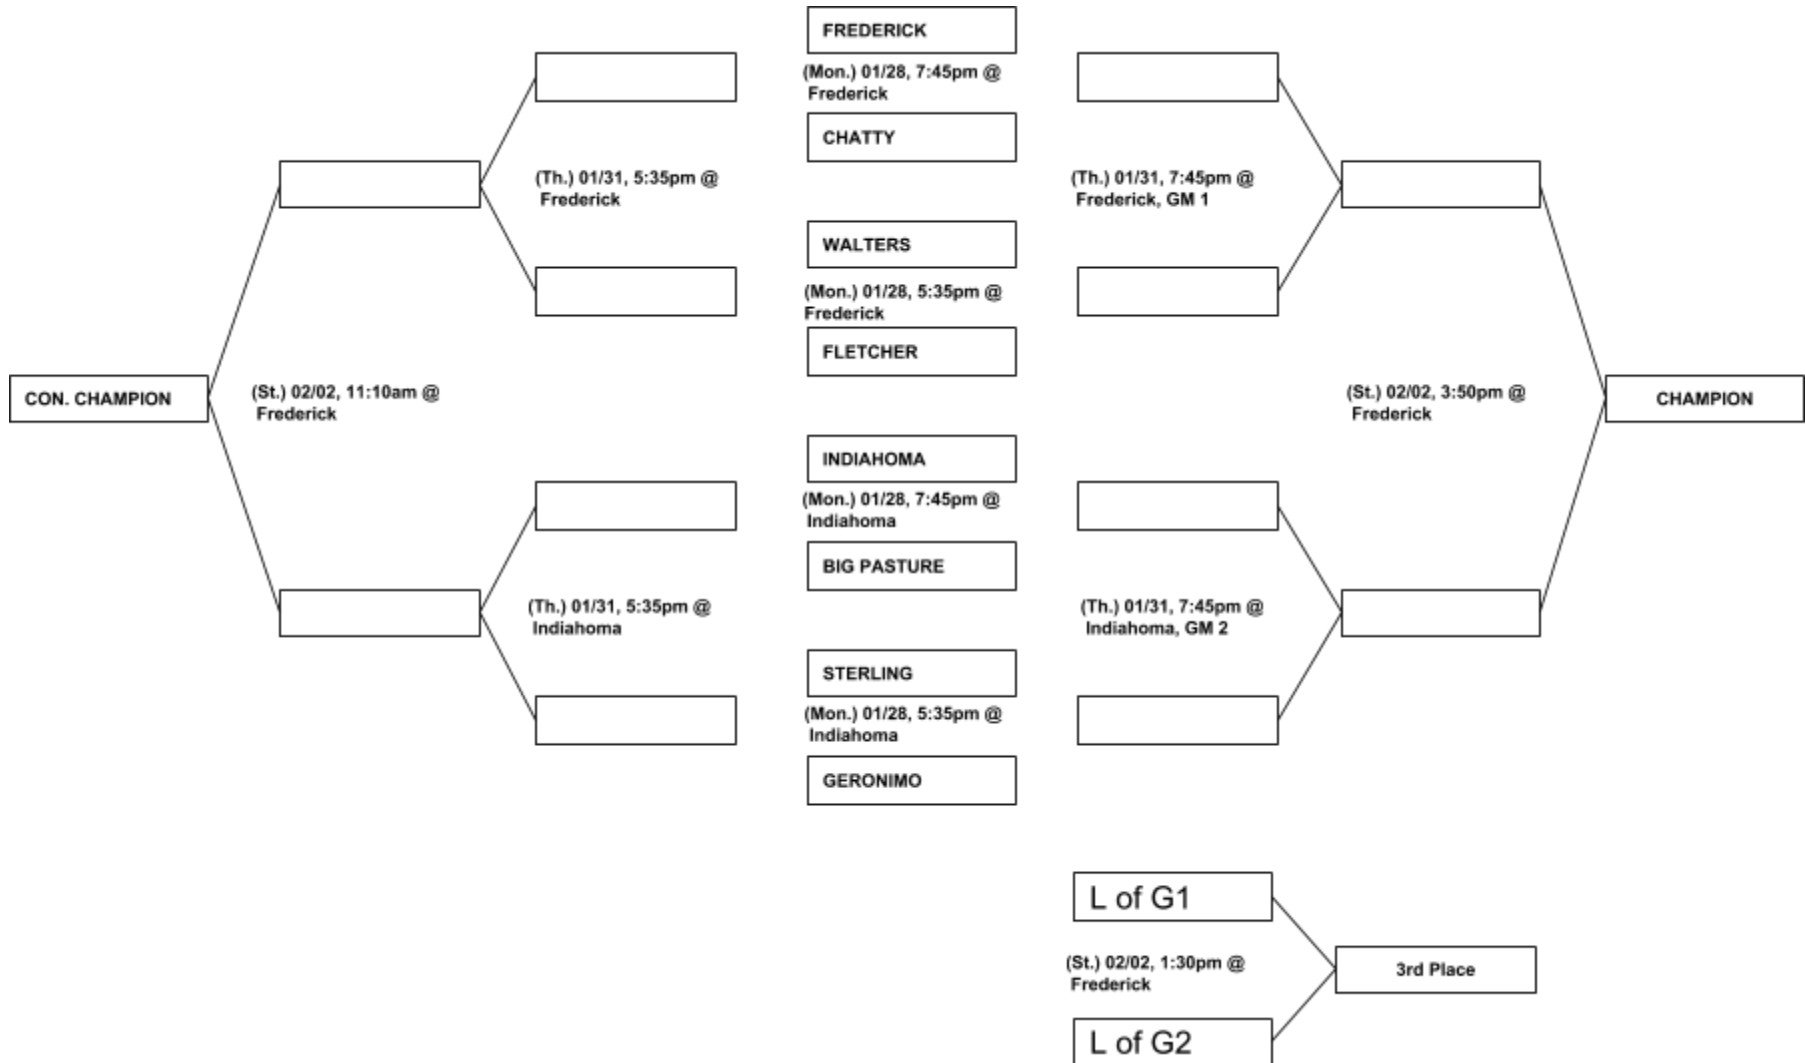 FREDERICK
(Mon.) 01/28, 7:45pm @
Frederick
CHATTY
(Th.) 01/31, 5:35pm @
Frederick
(Th.) 01/31, 7:45pm @
Frederick, GM 1
WALTERS
(Mon.) 01/28, 5:35pm @
Frederick
FLETCHER
CON. CHAMPION
(St.) 02/02, 11:10am @
Frederick
(St.) 02/02, 3:50pm @
Frederick
CHAMPION
INDIAHOMA
(Mon.) 01/28, 7:45pm @
Indiahoma
BIG PASTURE
(Th.) 01/31, 5:35pm @
Indiahoma
(Th.) 01/31, 7:45pm @
Indiahoma, GM 2
STERLING
(Mon.) 01/28, 5:35pm @
Indiahoma
GERONIMO
L of G1
(St.) 02/02, 1:30pm @
Frederick
3rd Place
L of G2